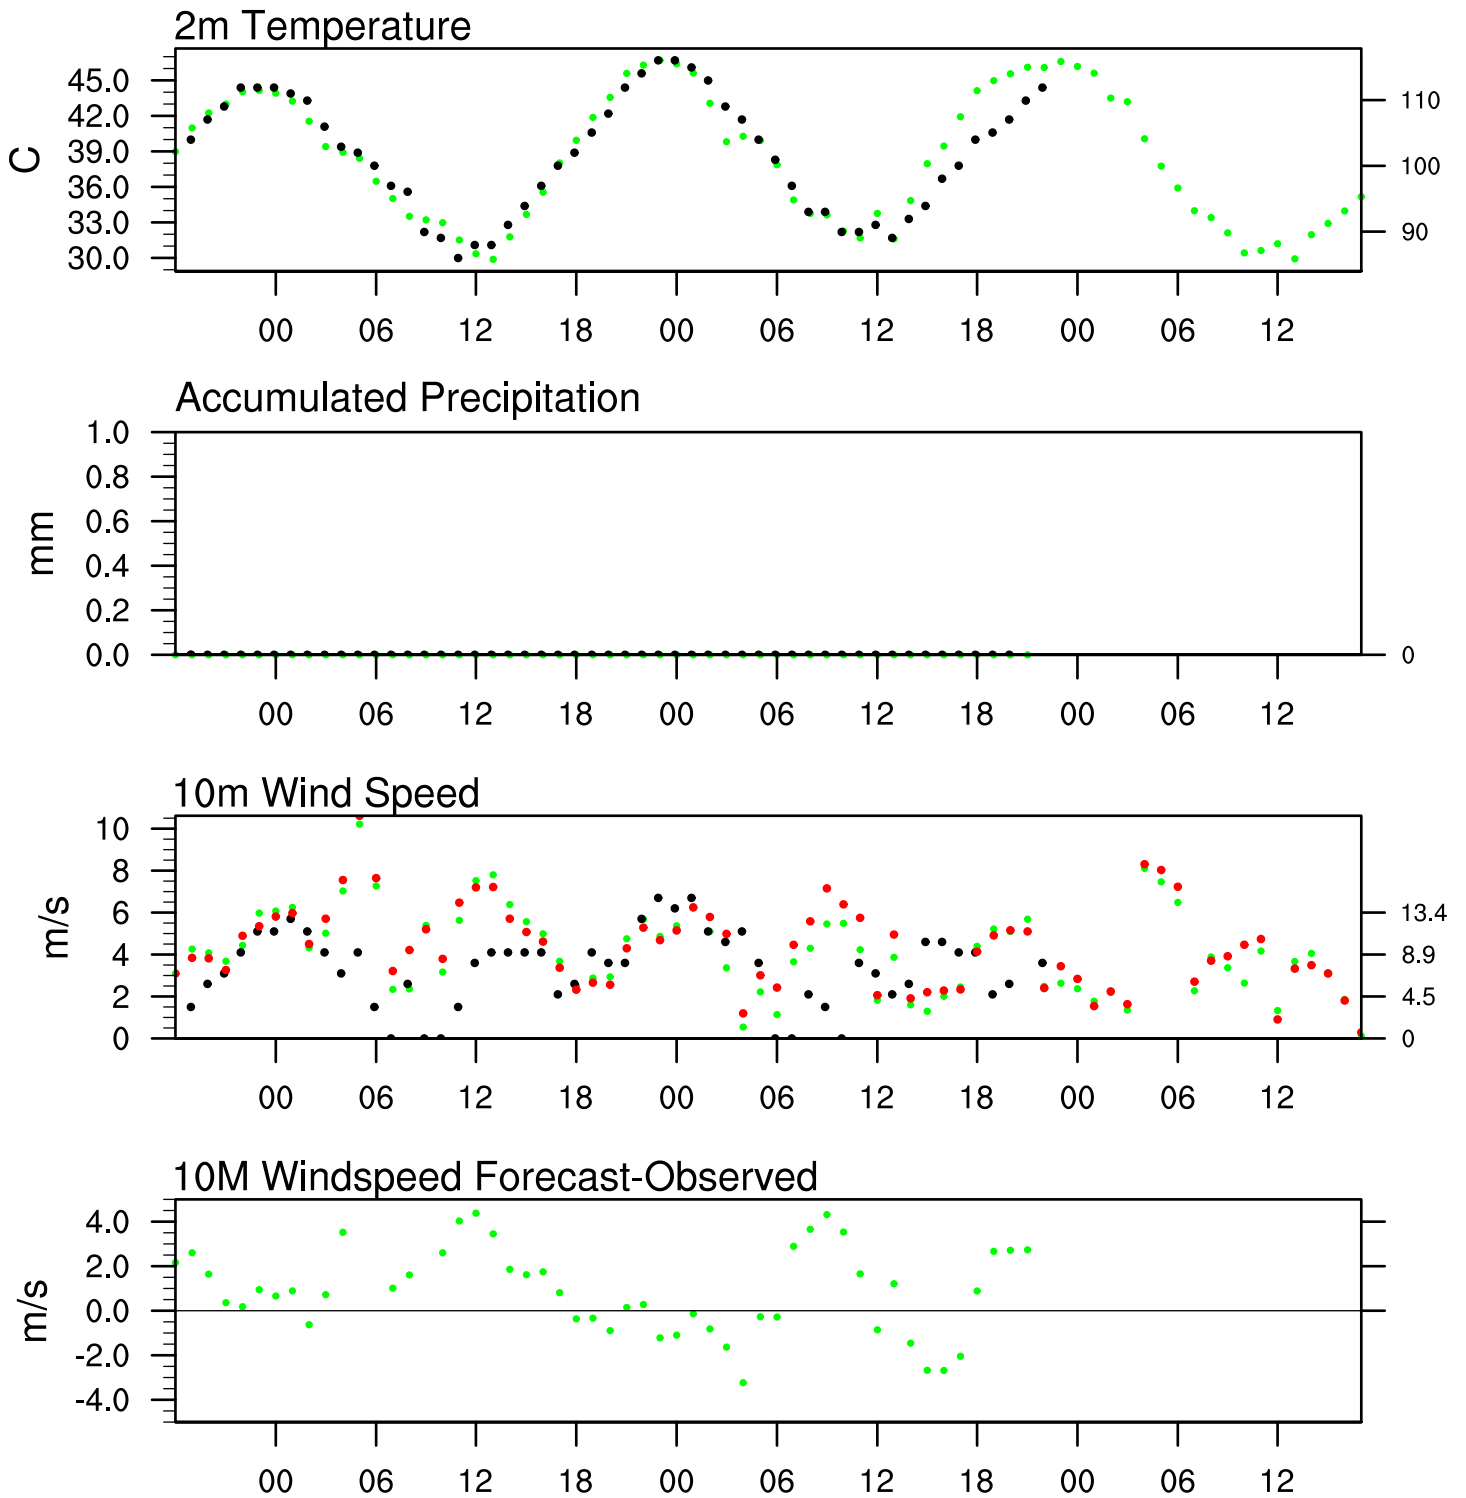 2m Temperature
45.0
42.0
39.0
36.0
33.0
30.0
C
110
100
90
00 06 12 18 00 06 12 18 00 06 12
Accumulated Precipitation
1.0
0.8
0.6
0.4
0.2
0.0
mm
0
00 06 12 18 00 06 12 18 00 06 12
10m Wind Speed
10
8
6
4
2
0
m/s
13.4
8.9
4.5
0
00 06 12 18 00 06 12 18 00 06 12
10M Windspeed Forecast-Observed
4.0
2.0
0.0
-2.0
-4.0
m/s
00 06 12 18 00 06 12 18 00 06 12